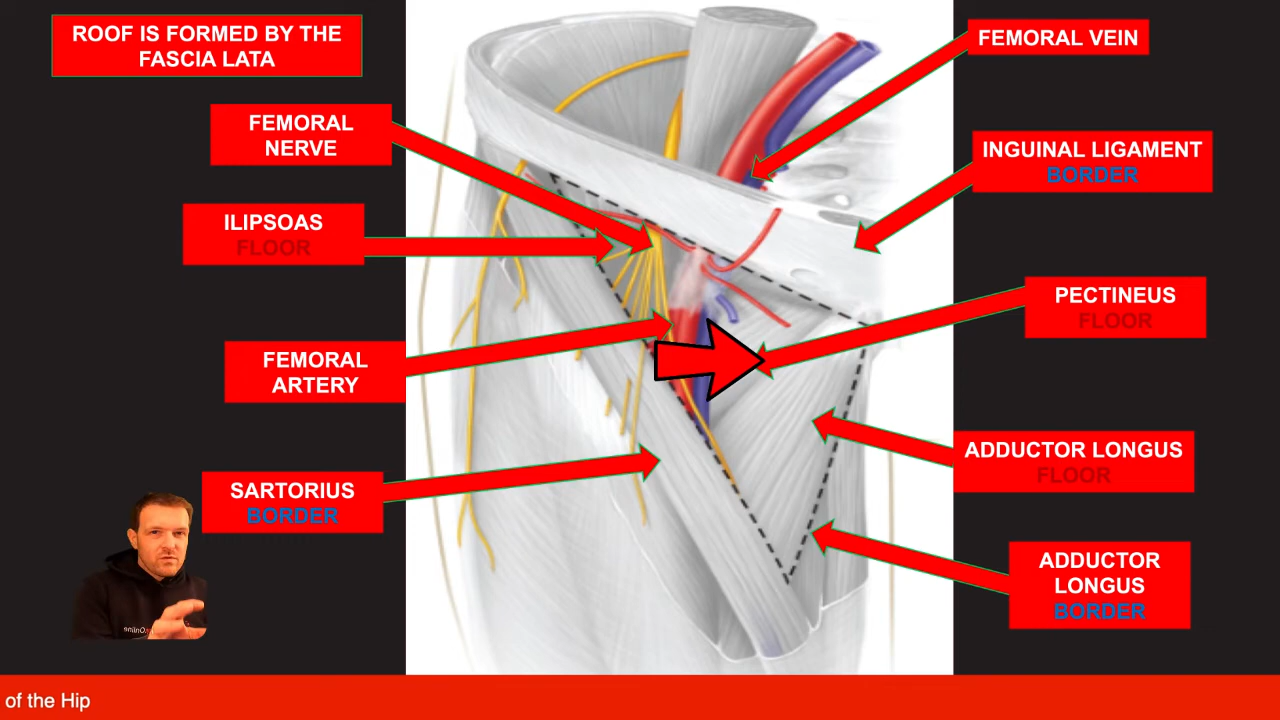 ROOF IS FORMED BY THE
FASCIA LATA
FEMORAL
NERVE
ILIPSOAS
FLOOR
FEMORAL
ARTERY
SARTORIUS
BORDER
FEMORAL VEIN
INGUINAL LIGAMENT
BORDER
PECTINEUS
FLOOR
ADDUCTOR LONGUS
FLOOR
ADDUCTOR
LONGUS
BORDER
of the Hip